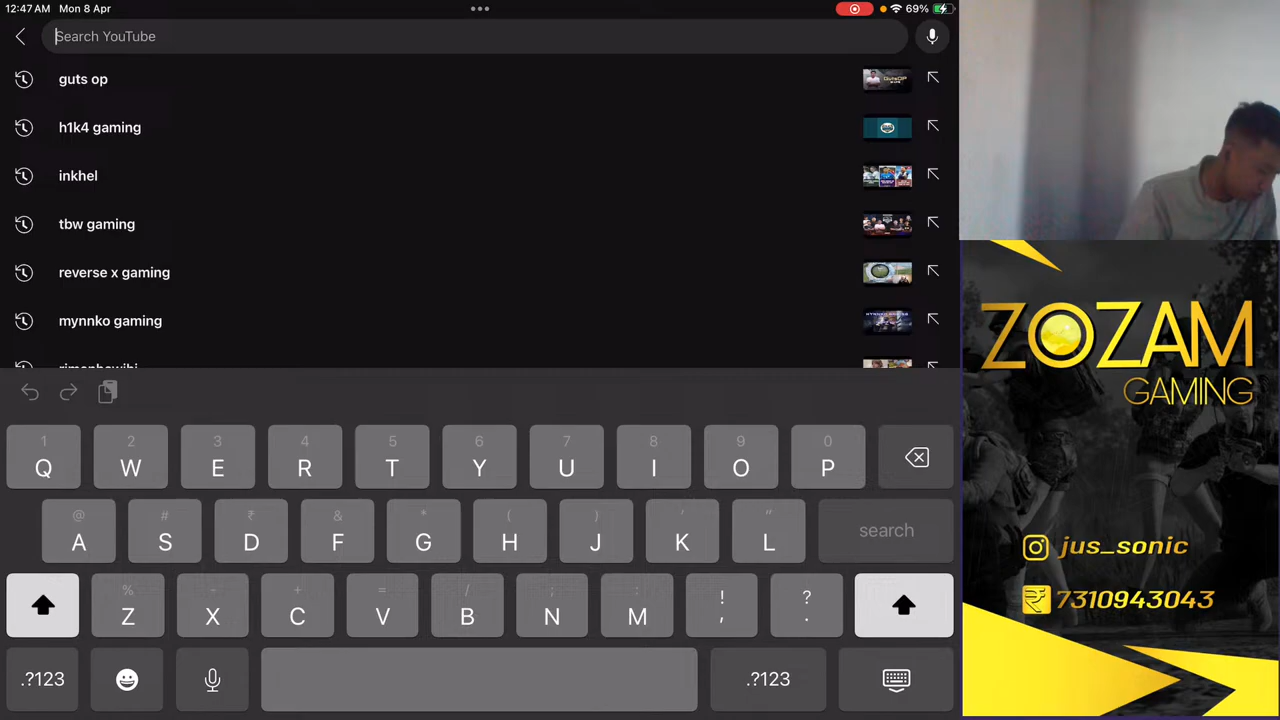 12:47 AM Mon 8 Apr
69%
Search YouTube
guts op
h1k4 gaming
inkhel
tbw gaming
reverse x gaming
mynnko gaming
1 2 3 4 5 6 7 8 9 0
Q W E R T Y U I O P
@ # ₹ & * ( ) ' "
A S D F G H J K L search
% - + = / ; : ! ?
Z X C V B N M , .
.?123 .?123
ZOZAM
GAMING
jus_sonic
₹ 7310943043